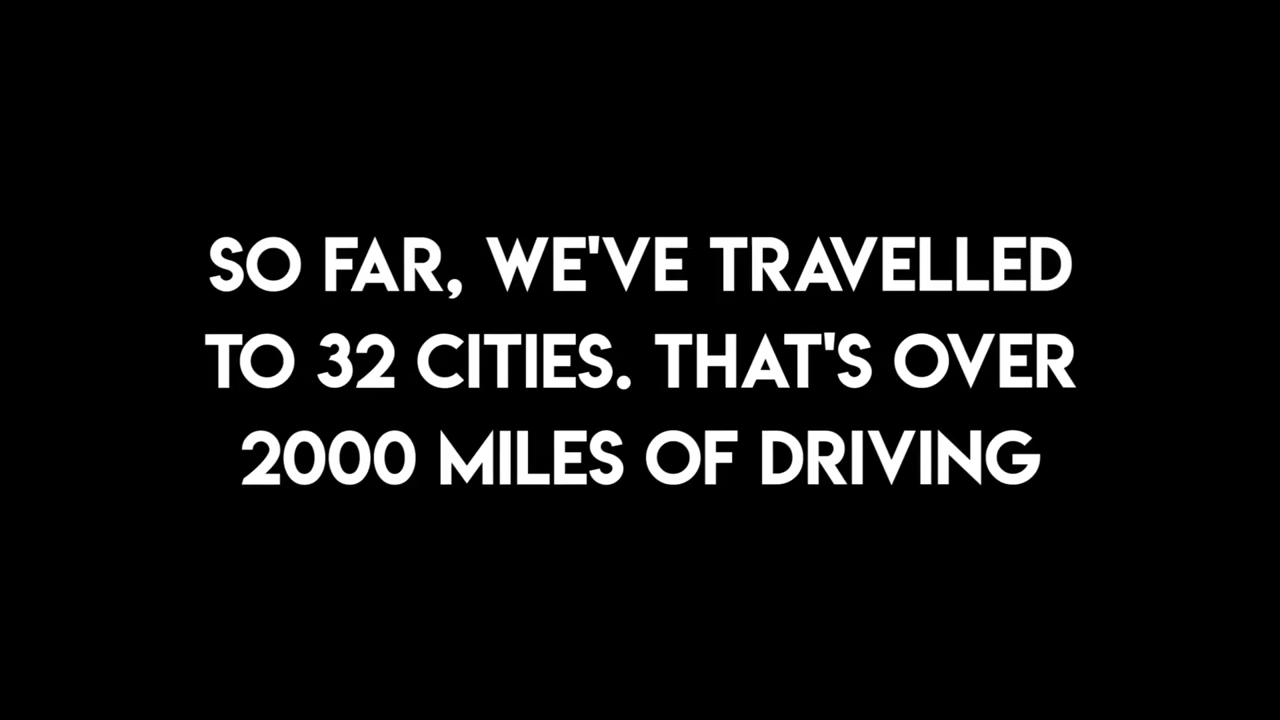 SO FAR, WE'VE TRAVELLED
TO 32 CITIES. THAT'S OVER
2000 MILES OF DRIVING